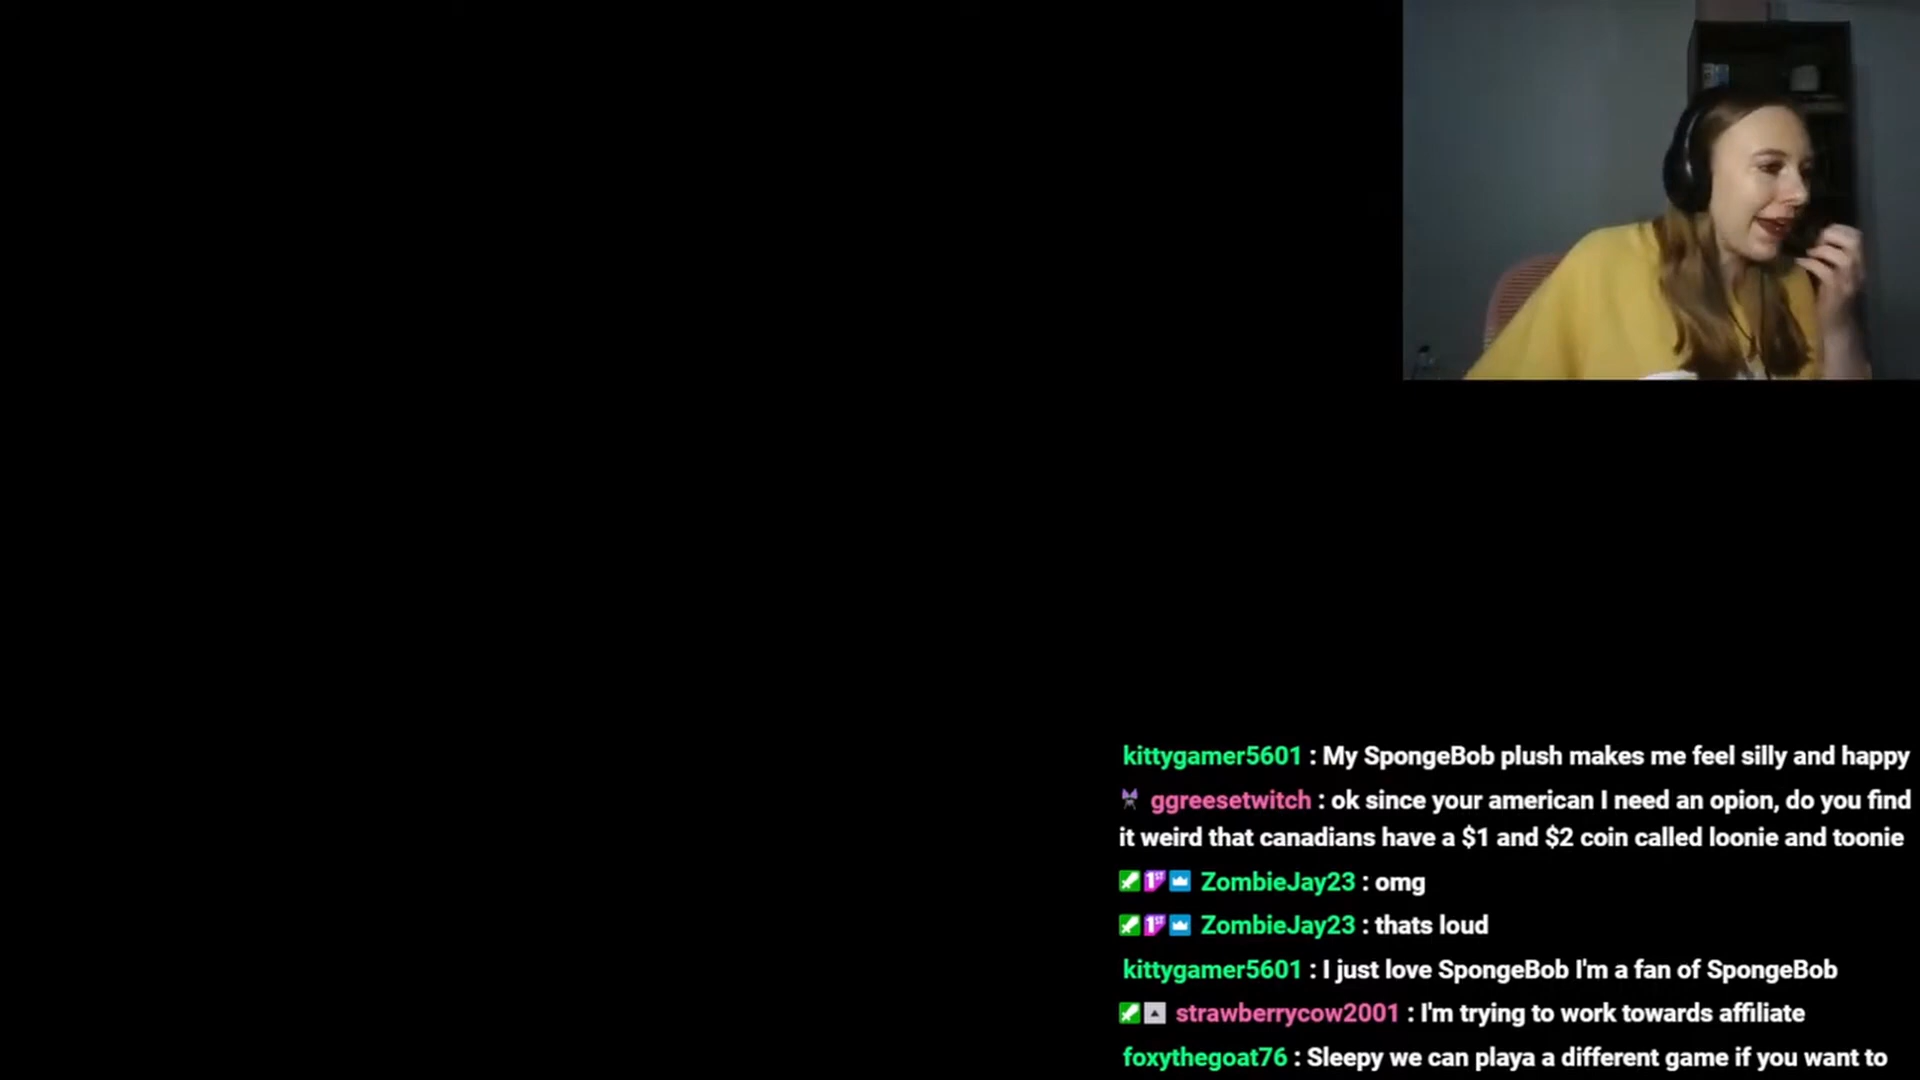 kittygamer5601 : My SpongeBob plush makes me feel silly and happy
ggreesetwitch : ok since your american I need an opion, do you find
it weird that canadians have a $1 and $2 coin called loonie and toonie
1ST ZombieJay23 : omg
1ST ZombieJay23 : thats loud
kittygamer5601 : I just love SpongeBob I'm a fan of SpongeBob
strawberrycow2001 : I'm trying to work towards affiliate
foxythegoat76 : Sleepy we can playa a different game if you want to